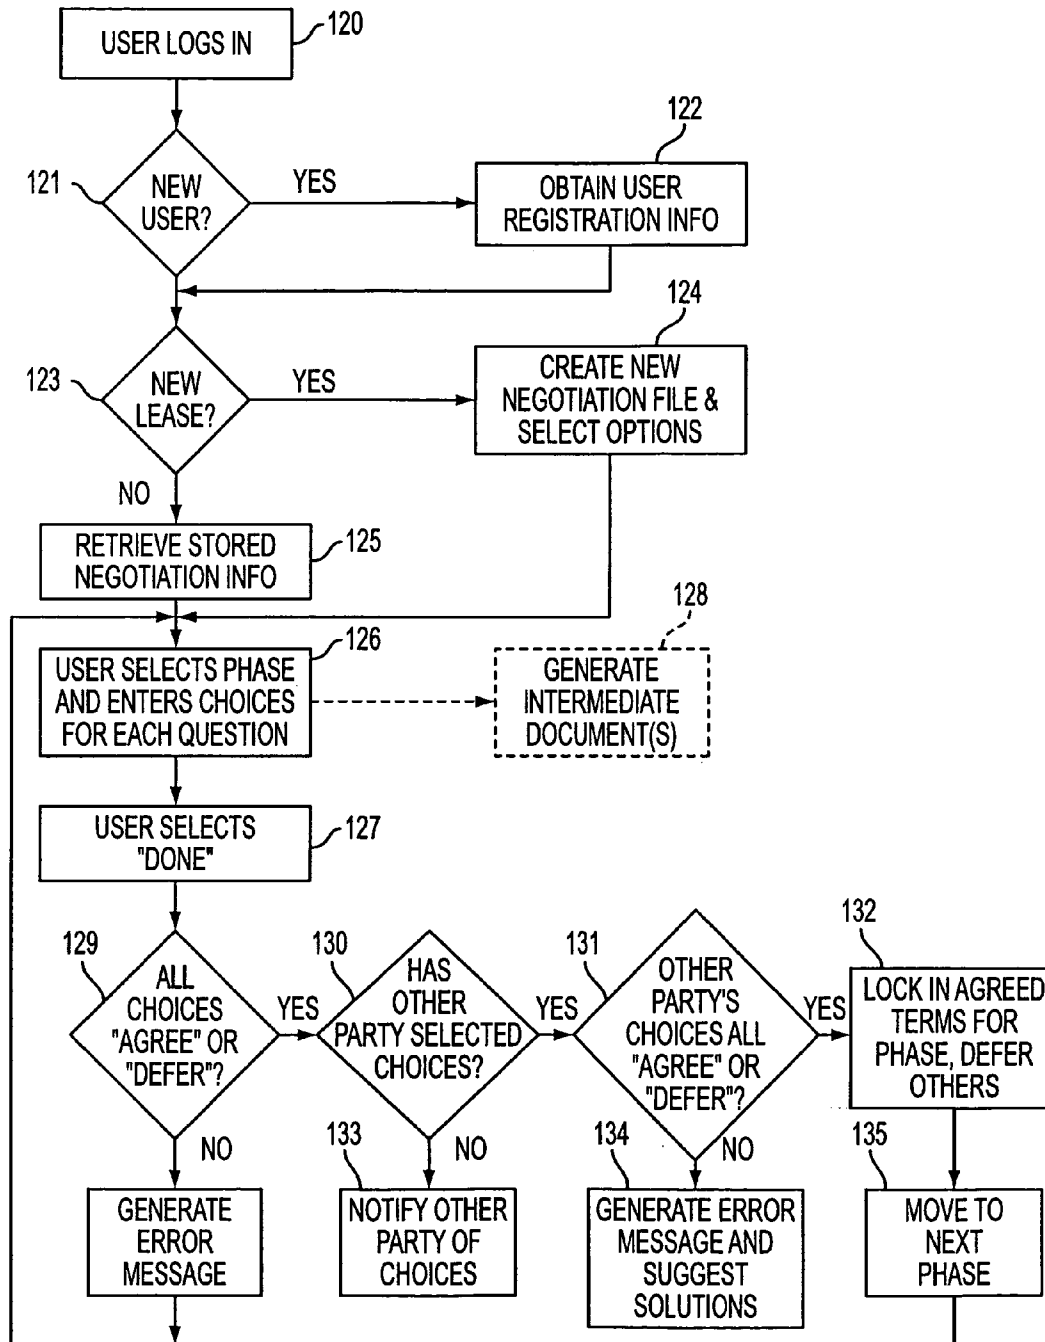 USER LOGS IN
120
121
NEW
USER?
YES
122
OBTAIN USER
REGISTRATION INFO
123
NEW
LEASE?
YES
124
CREATE NEW
NEGOTIATION FILE &
SELECT OPTIONS
NO
RETRIEVE STORED
NEGOTIATION INFO
125
126
USER SELECTS PHASE
AND ENTERS CHOICES
FOR EACH QUESTION
128
GENERATE
INTERMEDIATE
DOCUMENT(S)
USER SELECTS
"DONE"
127
129
ALL
CHOICES
"AGREE" OR
"DEFER"?
YES
130
HAS
OTHER
PARTY SELECTED
CHOICES?
YES
131
OTHER
PARTY'S
CHOICES ALL
"AGREE" OR
"DEFER"?
YES
132
LOCK IN AGREED
TERMS FOR
PHASE, DEFER
OTHERS
NO
GENERATE
ERROR
MESSAGE
133
NO
NOTIFY OTHER
PARTY OF
CHOICES
134
NO
GENERATE ERROR
MESSAGE AND
SUGGEST
SOLUTIONS
135
MOVE TO
NEXT
PHASE